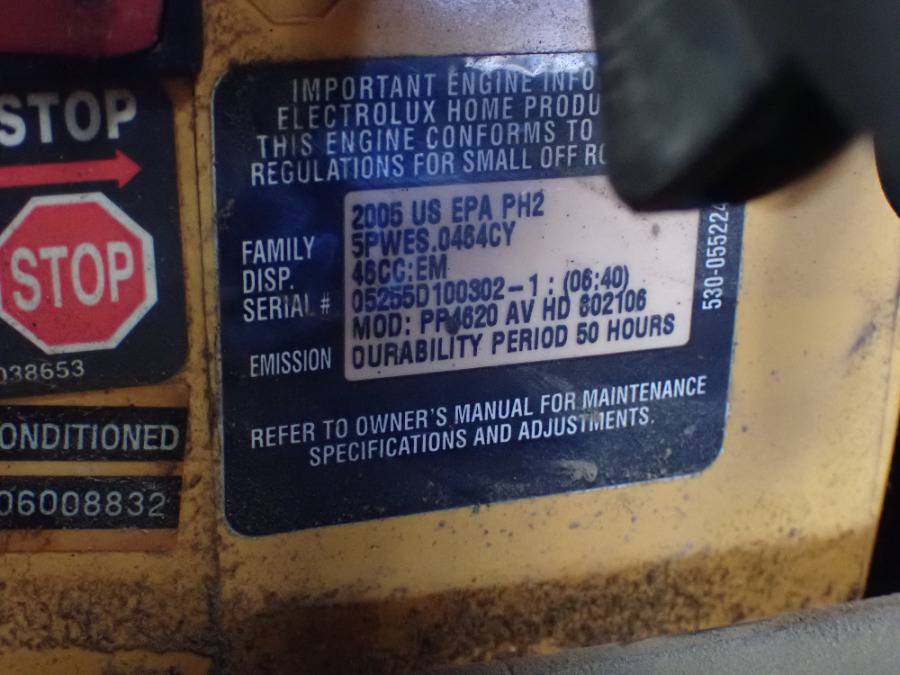 STOP
STOP
038653
ONDITIONED
06008832
IMPORTANT ENGINE INFO
ELECTROLUX HOME PRODU
THIS ENGINE CONFORMS TO
REGULATIONS FOR SMALL OFF RO
2005 US EPA PH2
FAMILY 5PWES.0464CY
DISP. 46CC:EM
SERIAL # 05255D100302-1 : (06:40)
MOD: PP4620 AV HD 802106
EMISSION DURABILITY PERIOD 50 HOURS
530-055224
REFER TO OWNER'S MANUAL FOR MAINTENANCE
SPECIFICATIONS AND ADJUSTMENTS.